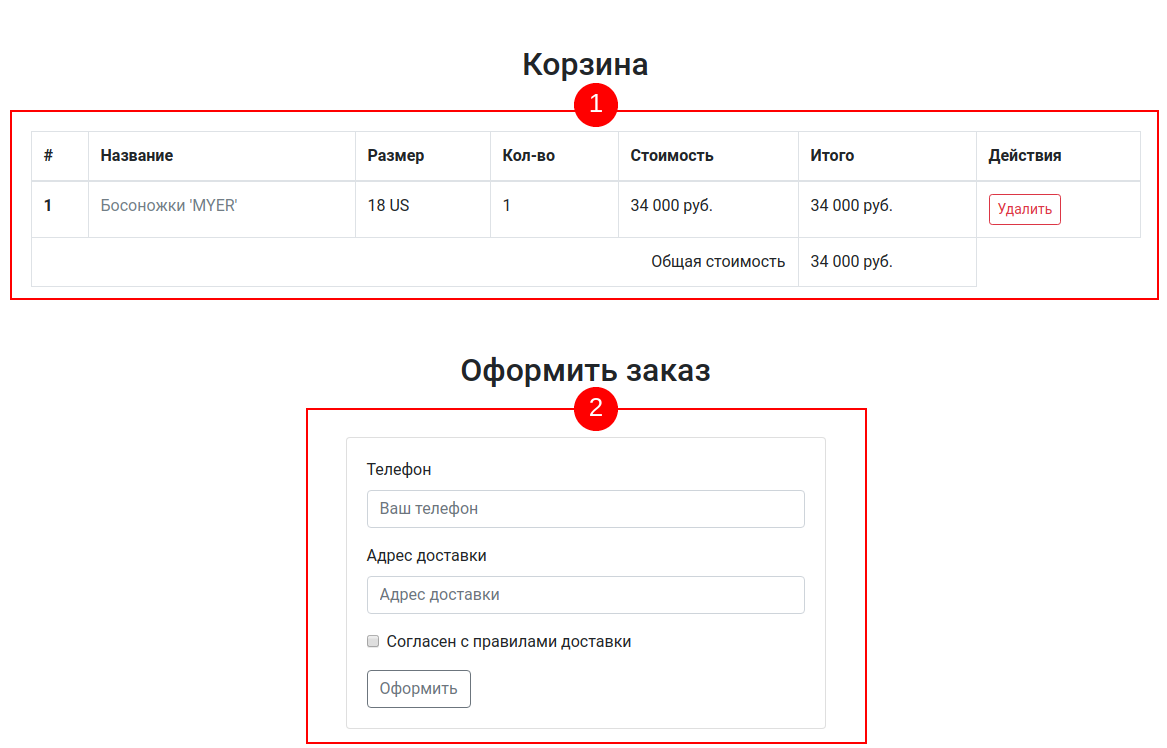 Корзина
1
# Название Размер Кол-во Стоимость Итого Действия
1 Босоножки 'MYER' 18 US 1 34 000 руб. 34 000 руб. Удалить
Общая стоимость 34 000 руб.
Оформить заказ
2
Телефон
Ваш телефон
Адрес доставки
Адрес доставки
Согласен с правилами доставки
Оформить